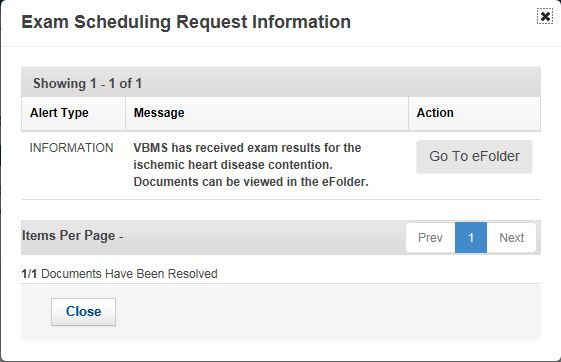 Exam Scheduling Request Information
Showing 1 - 1 of 1
Alert Type Message Action
INFORMATION VBMS has received exam results for the
ischemic heart disease contention.
Documents can be viewed in the eFolder.
Go To eFolder
Items Per Page -
Prev 1 Next
1/1 Documents Have Been Resolved
Close